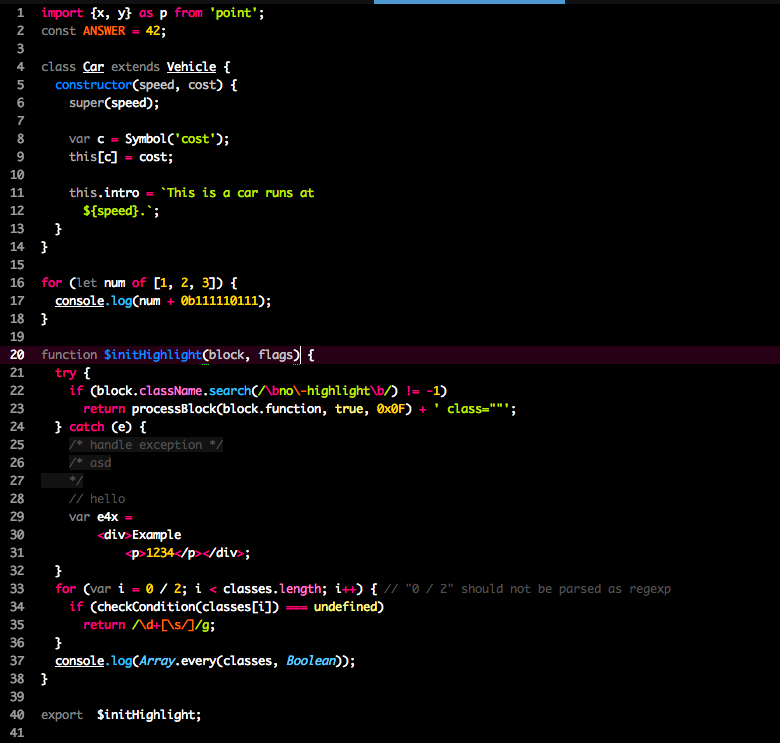 1 import {x, y} as p from 'point';
2 const ANSWER = 42;
3
4 class Car extends Vehicle {
5   constructor(speed, cost) {
6     super(speed);
7
8     var c = Symbol('cost');
9     this[c] = cost;
10
11     this.intro = `This is a car runs at
12       ${speed}.`;
13   }
14 }
15
16 for (let num of [1, 2, 3]) {
17   console.log(num + 0b111110111);
18 }
19
20 function $initHighlight(block, flags) {
21   try {
22     if (block.className.search(/\bno\-highlight\b/) != -1)
23       return processBlock(block.function, true, 0x0F) + ' class=""';
24   } catch (e) {
25     /* handle exception */
26     /* asd
27     */
28     // hello
29     var e4x =
30         <div>Example
31             <p>1234</p></div>;
32   }
33   for (var i = 0 / 2; i < classes.length; i++) { // "0 / 2" should not be parsed as regexp
34     if (checkCondition(classes[i]) === undefined)
35       return /\d+[\s/]/g;
36   }
37   console.log(Array.every(classes, Boolean));
38 }
39
40 export  $initHighlight;
41